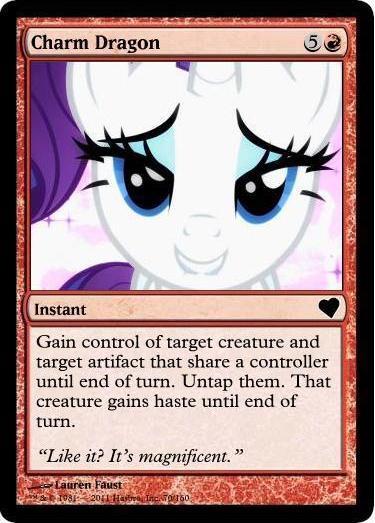 Charm Dragon 5
Instant
Gain control of target creature and
target artifact that share a controller
until end of turn. Untap them. That
creature gains haste until end of
turn.
“Like it? It's magnificent.”
Lauren Faust
™ & © 1981 — 2011 Hasbro, Inc. 70/160